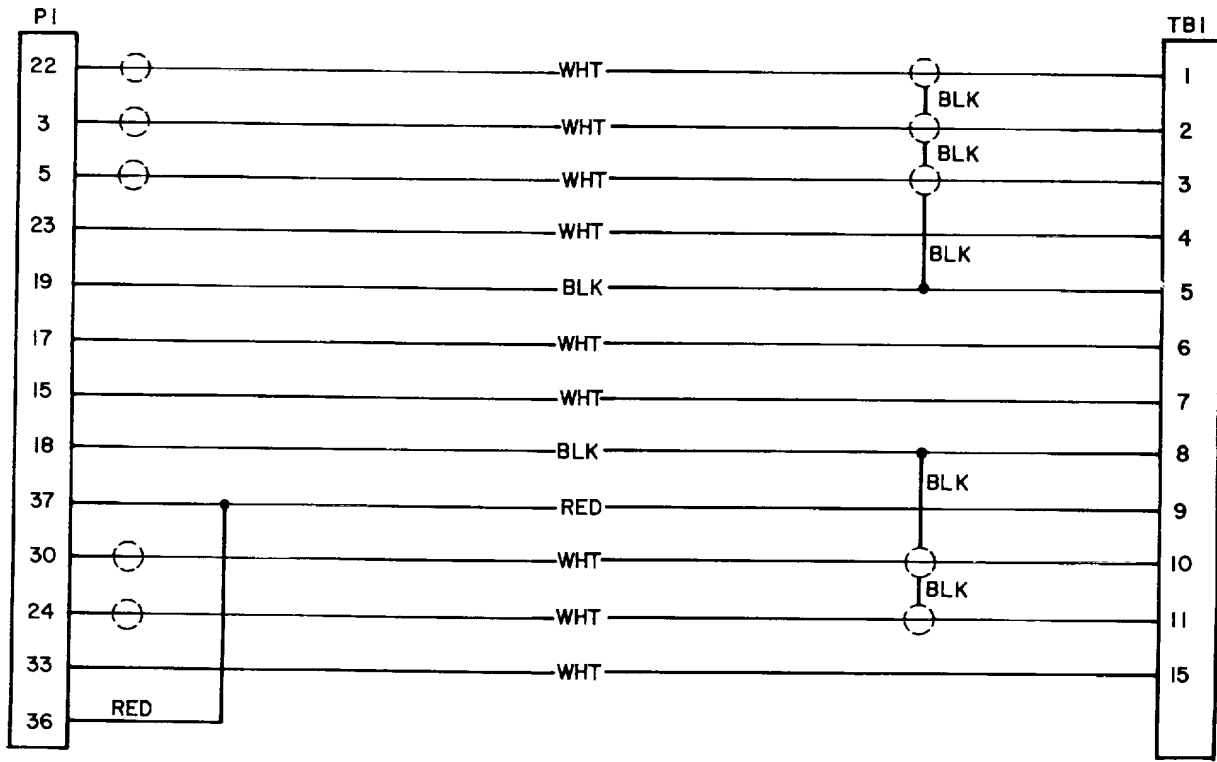 P1
TB1
22 WHT 1
BLK
3 WHT 2
BLK
5 WHT 3
23 WHT 4
BLK
19 BLK 5
17 WHT 6
15 WHT 7
18 BLK 8
BLK
37 RED 9
30 WHT 10
BLK
24 WHT 11
33 WHT 15
RED
36